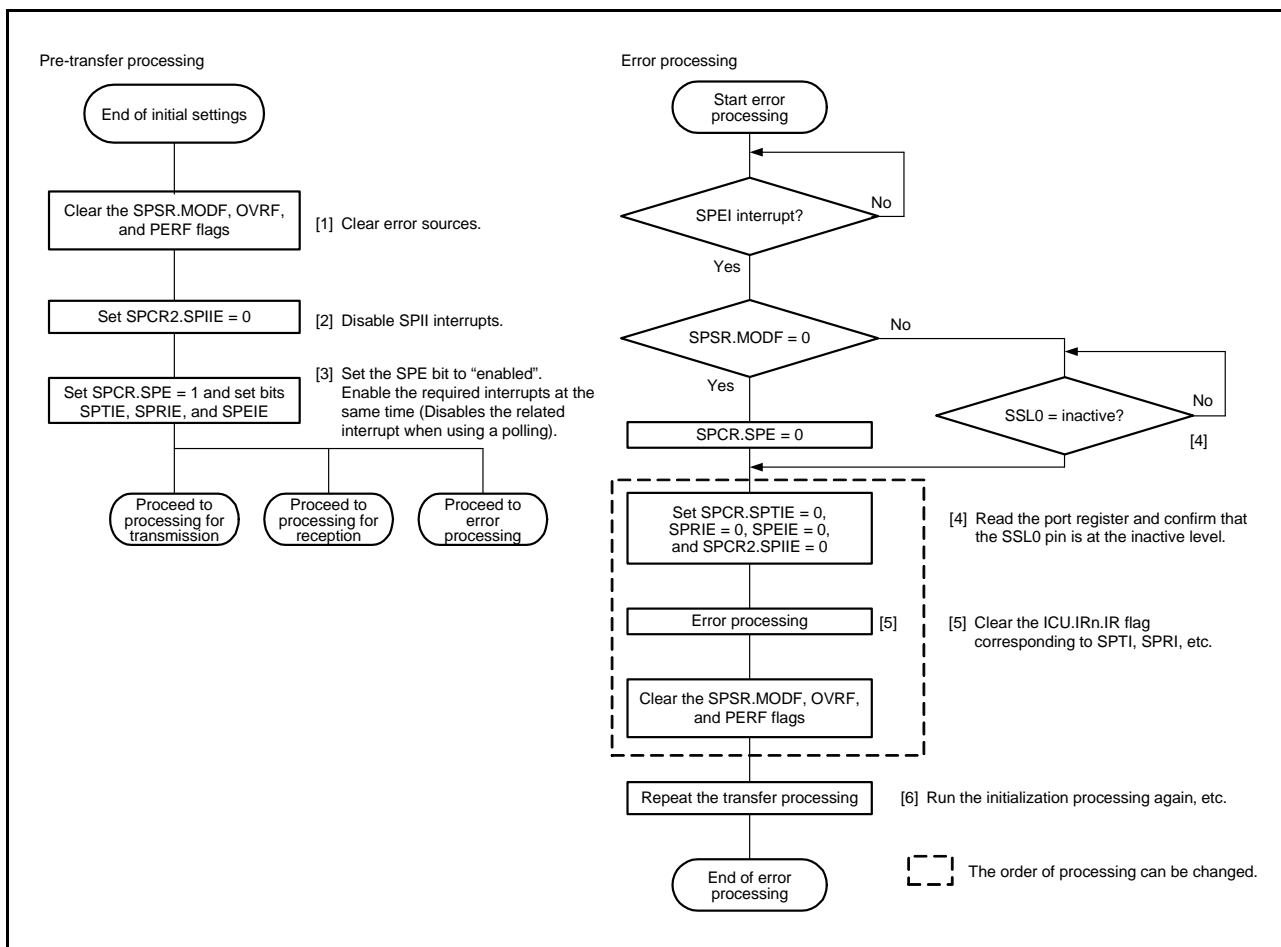 Pre-transfer processing
End of initial settings
Clear the SPSR.MODF, OVRF,
and PERF flags
[1] Clear error sources.
Set SPCR2.SPIIE = 0
[2] Disable SPII interrupts.
Set SPCR.SPE = 1 and set bits
SPTIE, SPRIE, and SPEIE
[3] Set the SPE bit to “enabled”.
Enable the required interrupts at the
same time (Disables the related
interrupt when using a polling).
Proceed to
processing for
transmission
Proceed to
processing for
reception
Proceed to
error
processing
Error processing
Start error
processing
SPEI interrupt?
No
Yes
SPSR.MODF = 0
No
Yes
SSL0 = inactive?
No
[4]
SPCR.SPE = 0
Set SPCR.SPTIE = 0,
SPRIE = 0, SPEIE = 0,
and SPCR2.SPIIE = 0
[4] Read the port register and confirm that
the SSL0 pin is at the inactive level.
Error processing
[5]
[5] Clear the ICU.IRn.IR flag
corresponding to SPTI, SPRI, etc.
Clear the SPSR.MODF, OVRF,
and PERF flags
Repeat the transfer processing
[6] Run the initialization processing again, etc.
End of error
processing
The order of processing can be changed.